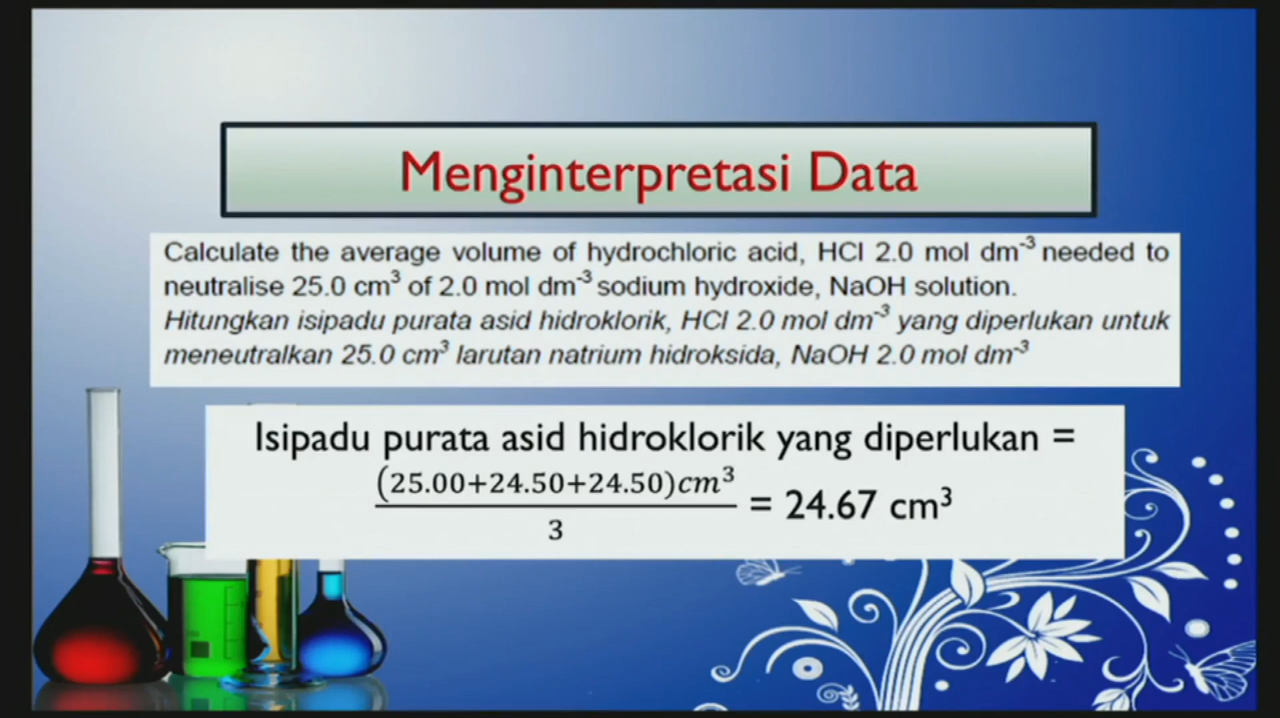 Menginterpretasi Data
Calculate the average volume of hydrochloric acid, HCl 2.0 mol dm⁻³ needed to
neutralise 25.0 cm³ of 2.0 mol dm⁻³ sodium hydroxide, NaOH solution.
Hitungkan isipadu purata asid hidroklorik, HCl 2.0 mol dm⁻³ yang diperlukan untuk
meneutralkan 25.0 cm³ larutan natrium hidroksida, NaOH 2.0 mol dm⁻³
Isipadu purata asid hidroklorik yang diperlukan =
(25.00+24.50+24.50)cm³
3
= 24.67 cm³